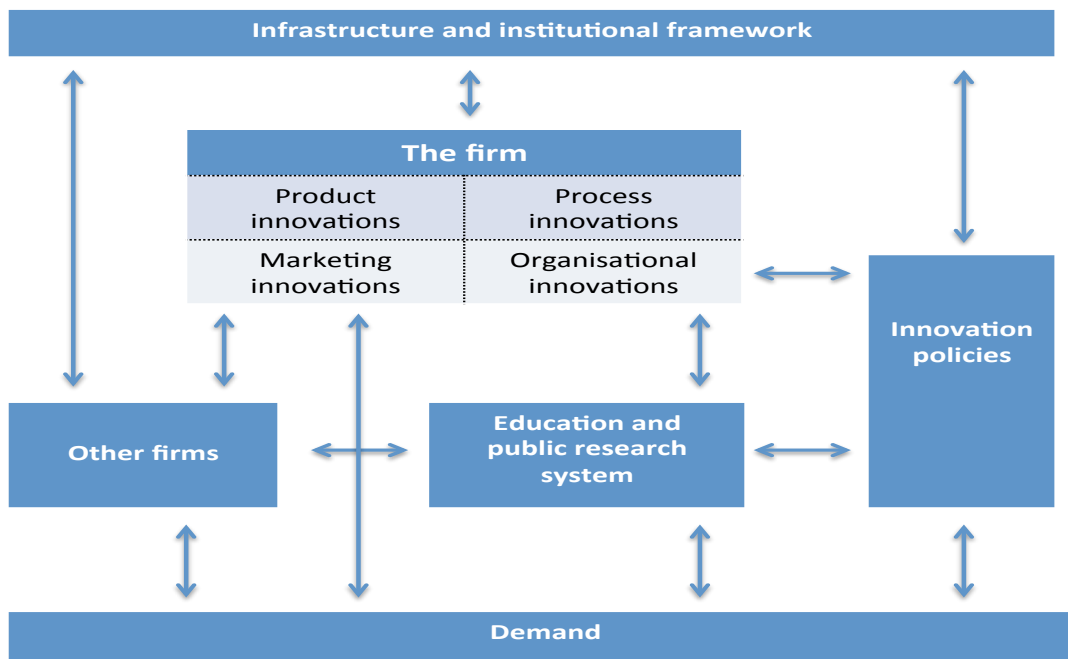 Infrastructure and institutional framework
The firm
Product
innovations
Process
innovations
Marketing
innovations
Organisational
innovations
Innovation
policies
Other firms
Education and
public research
system
Demand